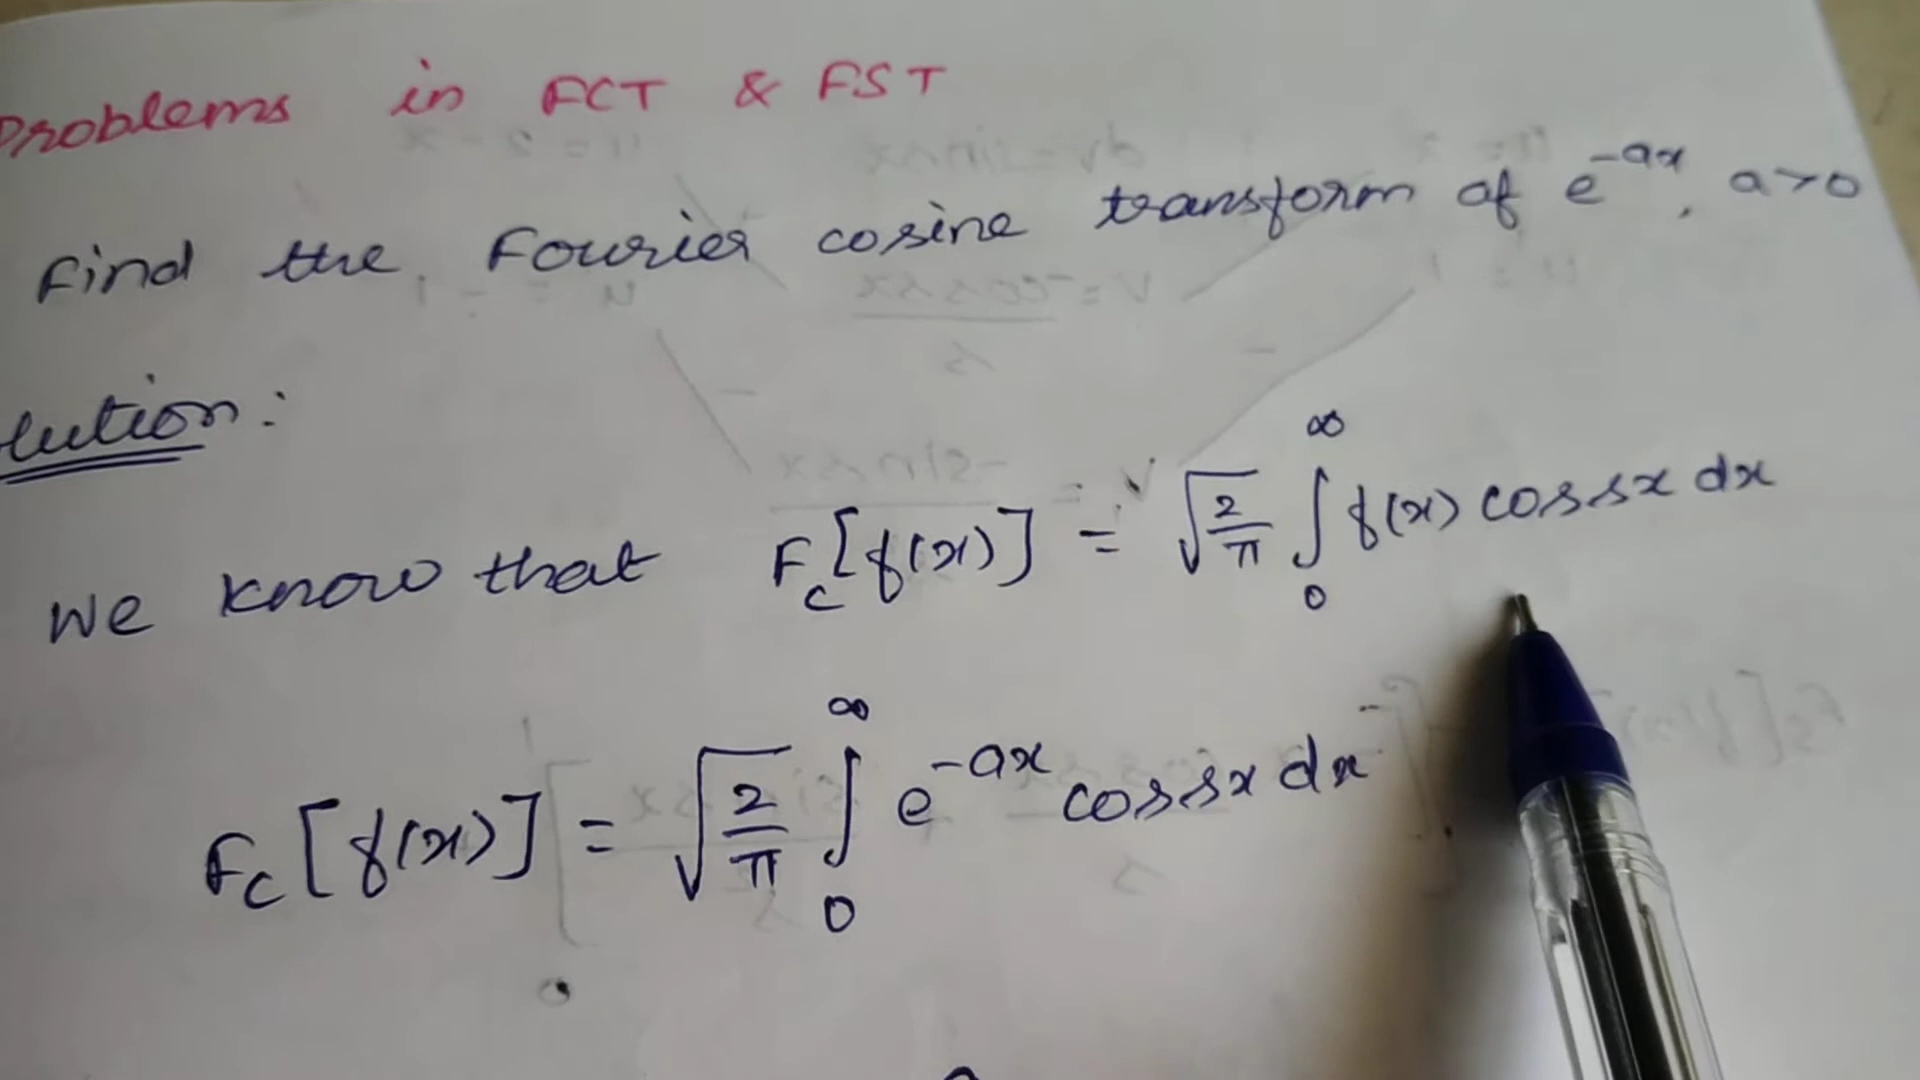 Problems in FCT & FST
Find the Fourier cosine transform of e^{-ax}, a>0
lution:
We know that F_c[f(x)] = √(2/π) ∫_0^∞ f(x) cos sx dx
F_c[f(x)] = √(2/π) ∫_0^∞ e^{-ax} cos sx dx